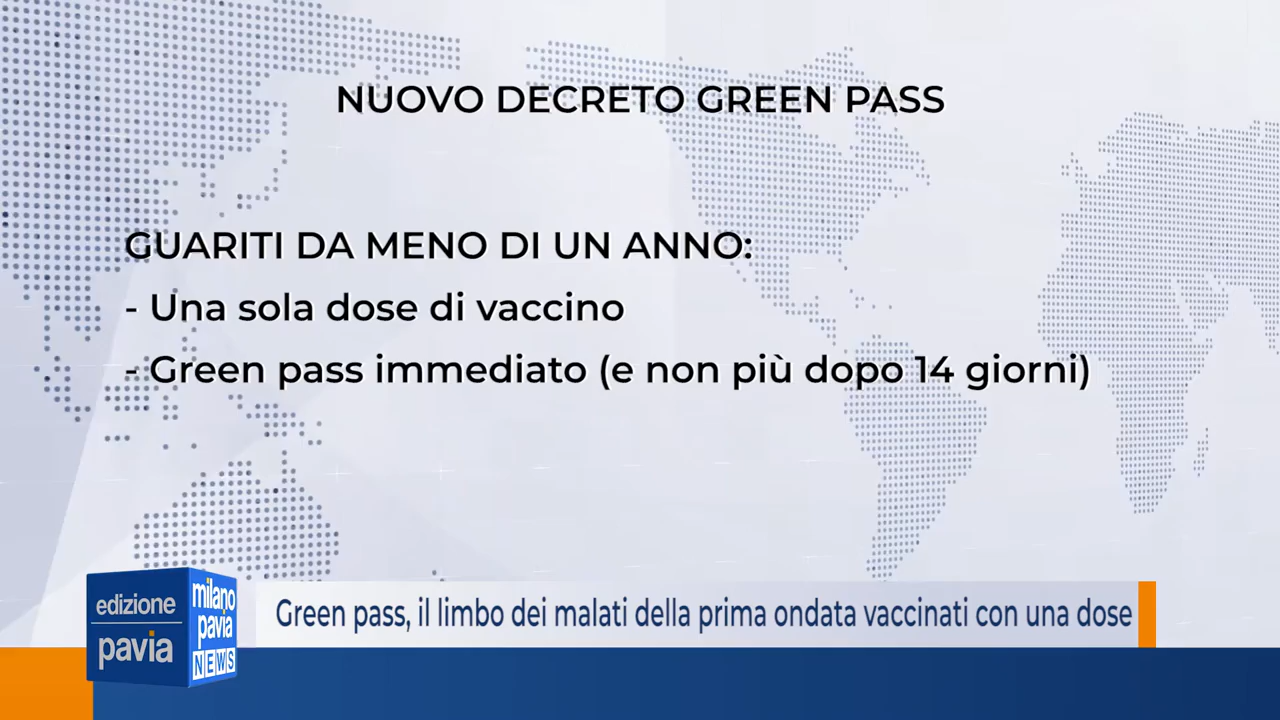 NUOVO DECRETO GREEN PASS
GUARITI DA MENO DI UN ANNO:
- Una sola dose di vaccino
- Green pass immediato (e non più dopo 14 giorni)
Green pass, il limbo dei malati della prima ondata vaccinati con una dose
edizione
pavia
milano
pavia
NEWS